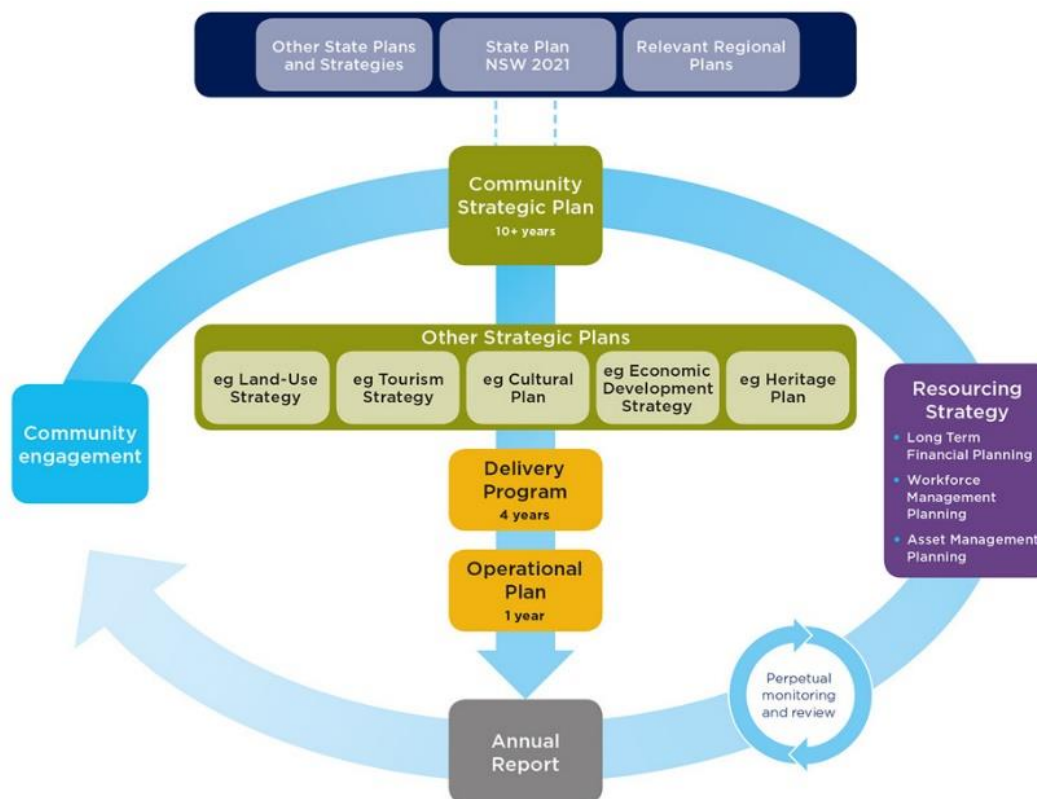 Other State Plans
and Strategies
State Plan
NSW 2021
Relevant Regional
Plans
Community
Strategic Plan
10+ years
Other Strategic Plans
eg Land-Use
Strategy
eg Tourism
Strategy
eg Cultural
Plan
eg Economic
Development
Strategy
eg Heritage
Plan
Community
engagement
Resourcing
Strategy
• Long Term
Financial Planning
• Workforce
Management
Planning
• Asset Management
Planning
Delivery
Program
4 years
Operational
Plan
1 year
Perpetual
monitoring
and review
Annual
Report